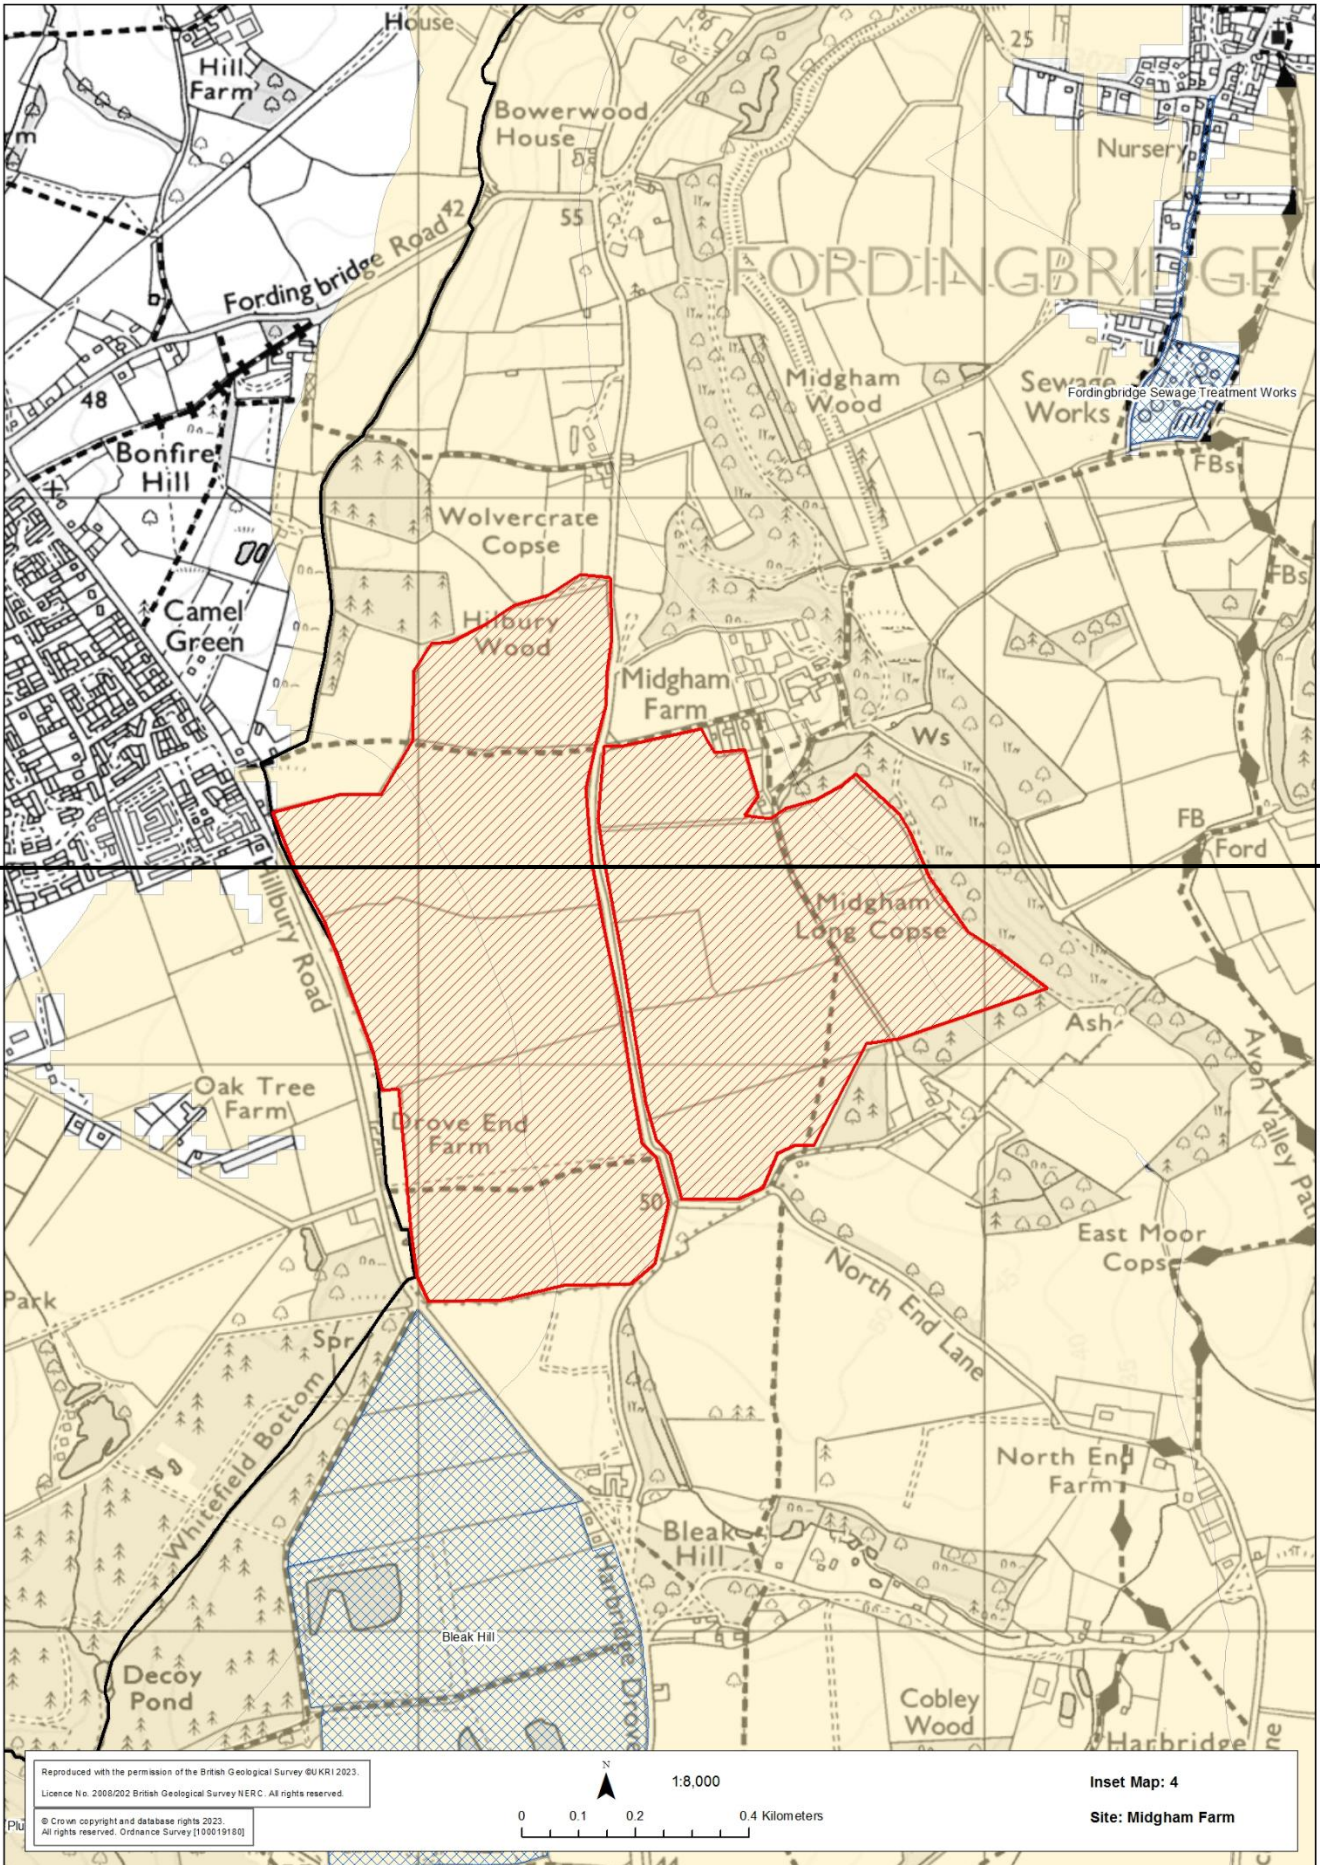 House
25
Hill
Farm
Bowerwood
House
m
Nursery
42
55
FORDINGBRIDGE
Fordingbridge Road
Midgham
Wood
Sewage
Works
Fordingbridge Sewage Treatment Works
48
Bonfire
Hill
FBs
Wolvercrate
Copse
FBs
Camel
Green
Hilbury
Wood
Midgham
Farm
Ws
FB
Ford
Hilbury Road
Midgham
Long Copse
Ash
Avon Valley Path
Oak Tree
Farm
Drove End
Farm
50
East Moor
Copse
North End Lane
Park
Spr
Whitefield Bottom
North End
Farm
Bleak
Hill
Harbridge Drove
Bleak Hill
Decoy
Pond
Cobley
Wood
Harbridge
ne
Plu
Reproduced with the permission of the British Geological Survey ©UKRI 2023.
Licence No. 2008/202 British Geological Survey NERC. All rights reserved.
© Crown copyright and database rights 2023.
All rights reserved. Ordnance Survey [100019180]
N
1:8,000
0 0.1 0.2 0.4 Kilometers
Inset Map: 4
Site: Midgham Farm
44